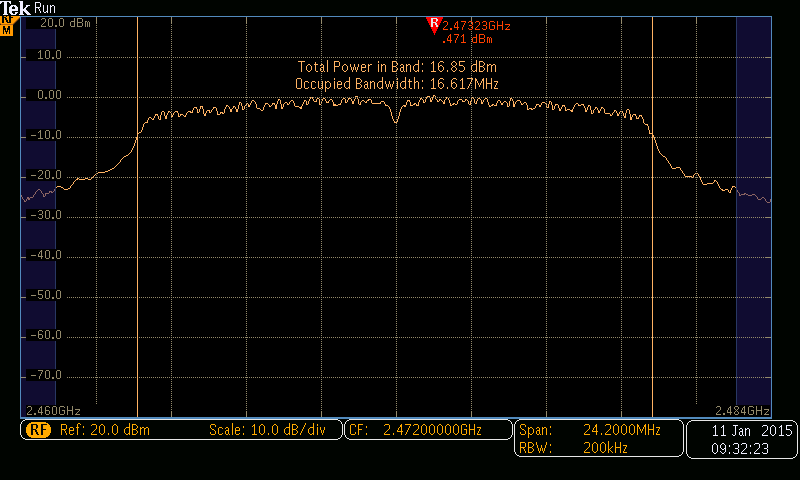 Tek Run
RF
M
20.0 dBm
R
2.47323GHz
.471 dBm
10.0
Total Power in Band: 16.85 dBm
Occupied Bandwidth: 16.617MHz
0.00
-10.0
-20.0
-30.0
-40.0
-50.0
-60.0
-70.0
2.460GHz
2.484GHz
RF Ref: 20.0 dBm Scale: 10.0 dB/div
CF: 2.47200000GHz
Span: 24.2000MHz
RBW: 200kHz
11 Jan 2015
09:32:23